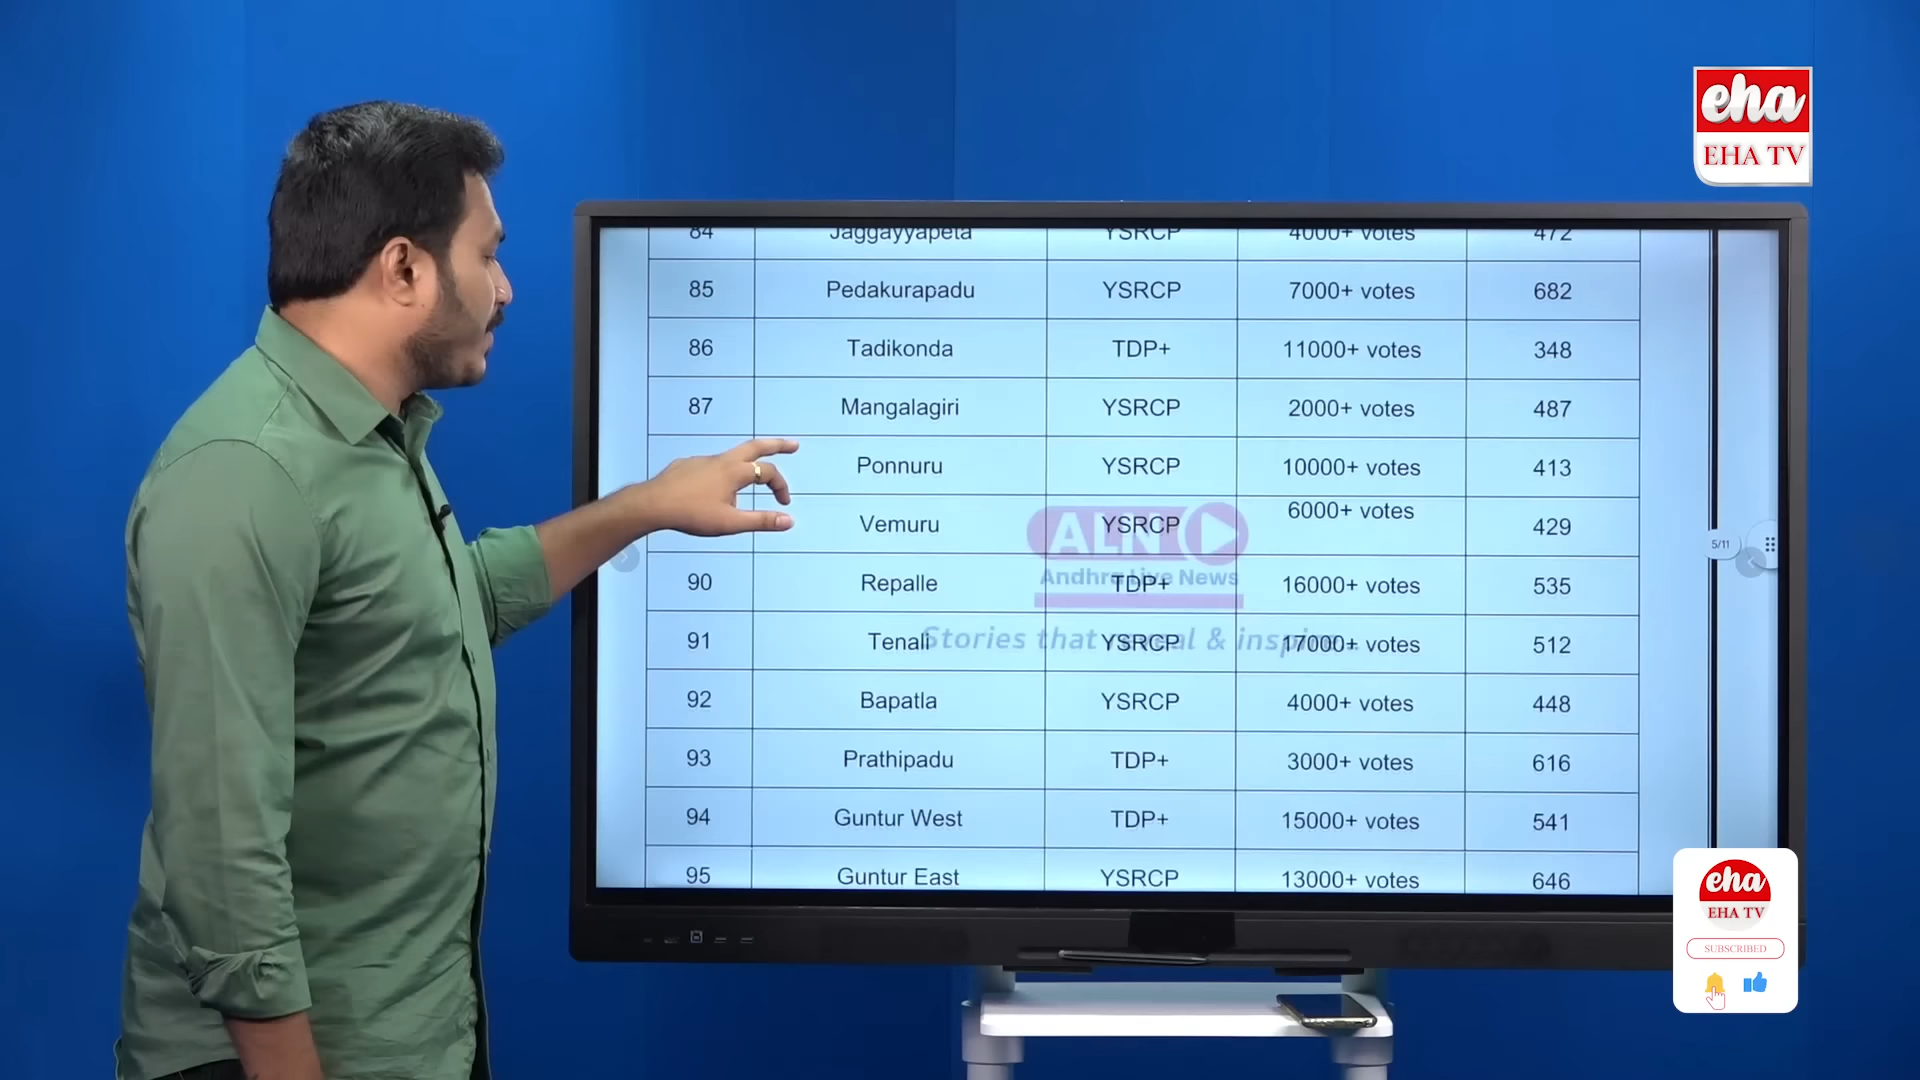 eha
EHA TV
84 Jaggayyapeta YSRCP 4000+ votes 472
85 Pedakurapadu YSRCP 7000+ votes 682
86 Tadikonda TDP+ 11000+ votes 348
87 Mangalagiri YSRCP 2000+ votes 487
Ponnuru YSRCP 10000+ votes 413
Vemuru YSRCP 6000+ votes 429
ALN
5/11
Andhra Live News
90 Repalle TDP+ 16000+ votes 535
Stories that reveal & inspire
91 Tenali YSRCP 17000+ votes 512
92 Bapatla YSRCP 4000+ votes 448
93 Prathipadu TDP+ 3000+ votes 616
94 Guntur West TDP+ 15000+ votes 541
95 Guntur East YSRCP 13000+ votes 646
eha
EHA TV
SUBSCRIBED